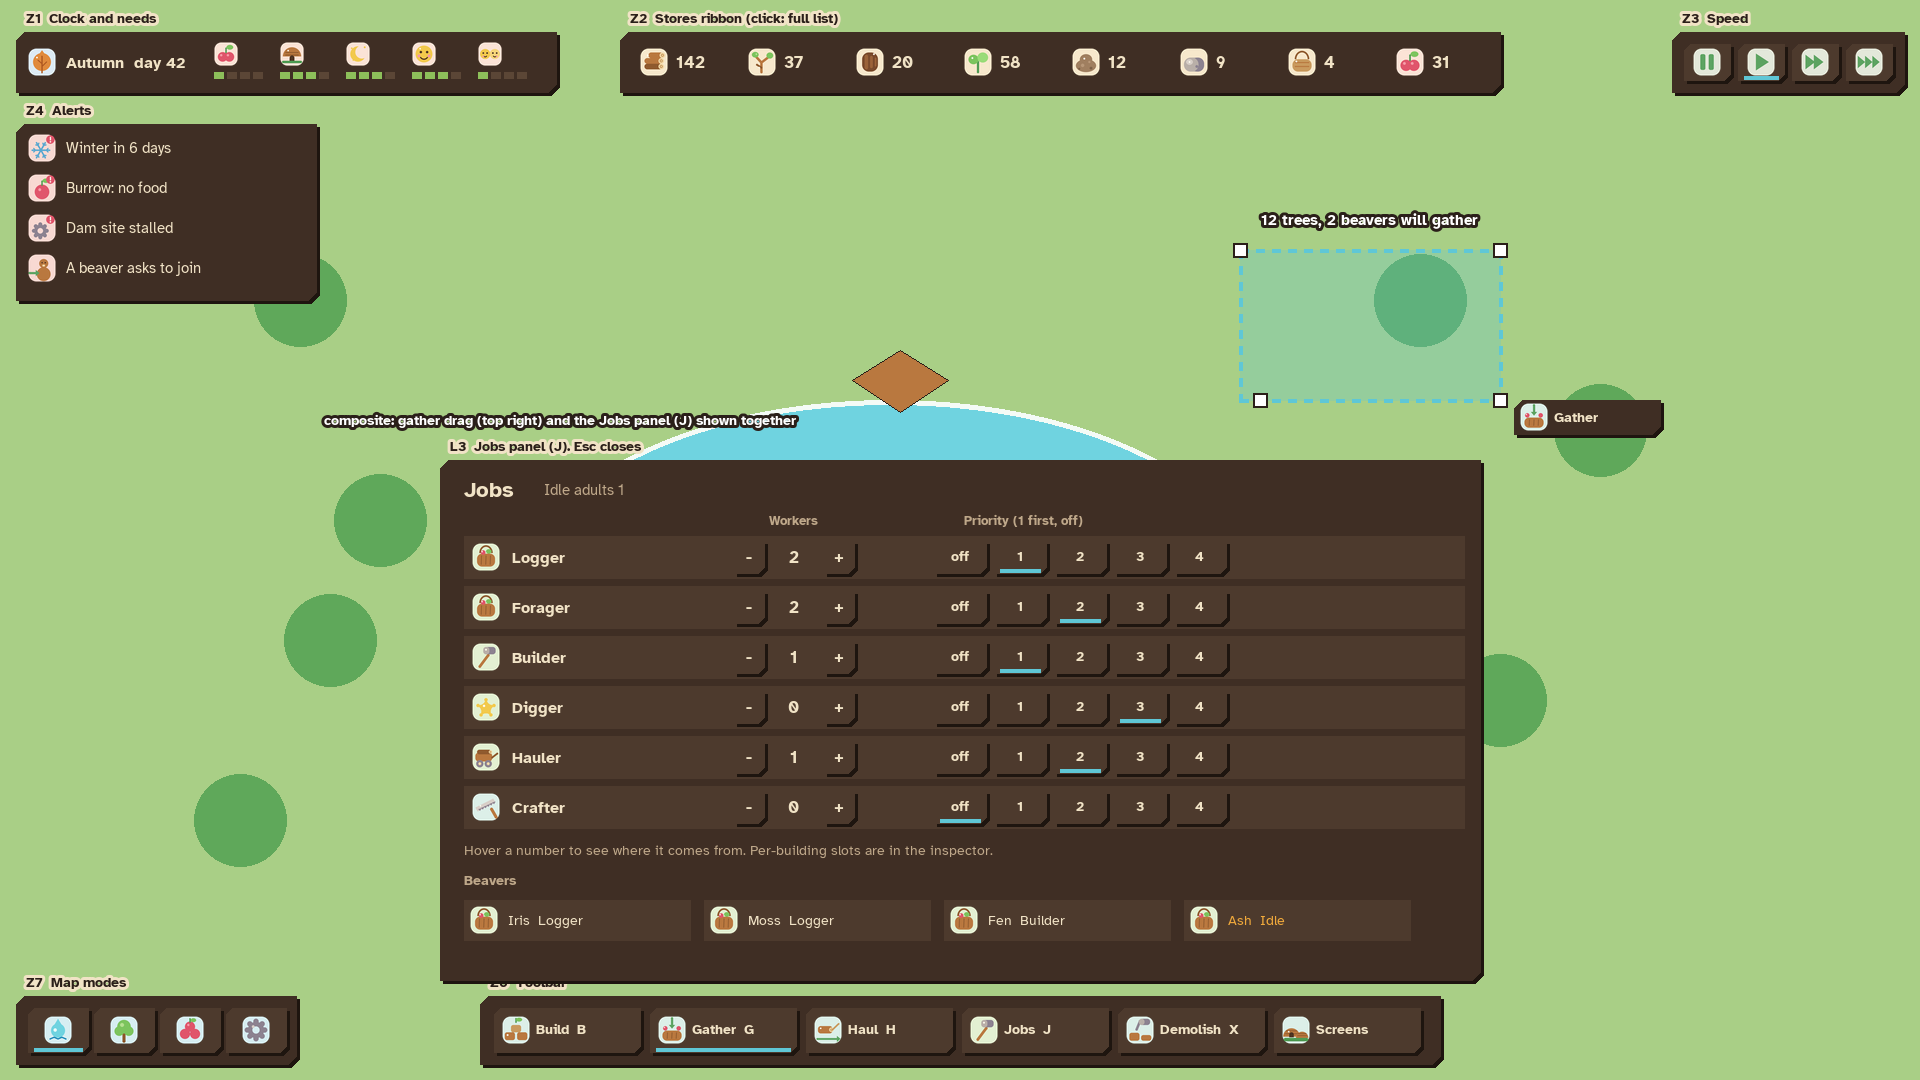 Z1 Clock and needs
Z2 Stores ribbon (click: full list)
Z3 Speed
Autumn day 42
142 37 20 58 12 9 4 31
Z4 Alerts
Winter in 6 days
Burrow: no food
Dam site stalled
A beaver asks to join
12 trees, 2 beavers will gather
Gather
composite: gather drag (top right) and the Jobs panel (J) shown together
L3 Jobs panel (J). Esc closes
Jobs Idle adults 1
Workers Priority (1 first, off)
Logger - 2 + off 1 2 3 4
Forager - 2 + off 1 2 3 4
Builder - 1 + off 1 2 3 4
Digger - 0 + off 1 2 3 4
Hauler - 1 + off 1 2 3 4
Crafter - 0 + off 1 2 3 4
Hover a number to see where it comes from. Per-building slots are in the inspector.
Beavers
Iris Logger
Moss Logger
Fen Builder
Ash Idle
Z7 Map modes
Toolbar
Build B
Gather G
Haul H
Jobs J
Demolish X
Screens